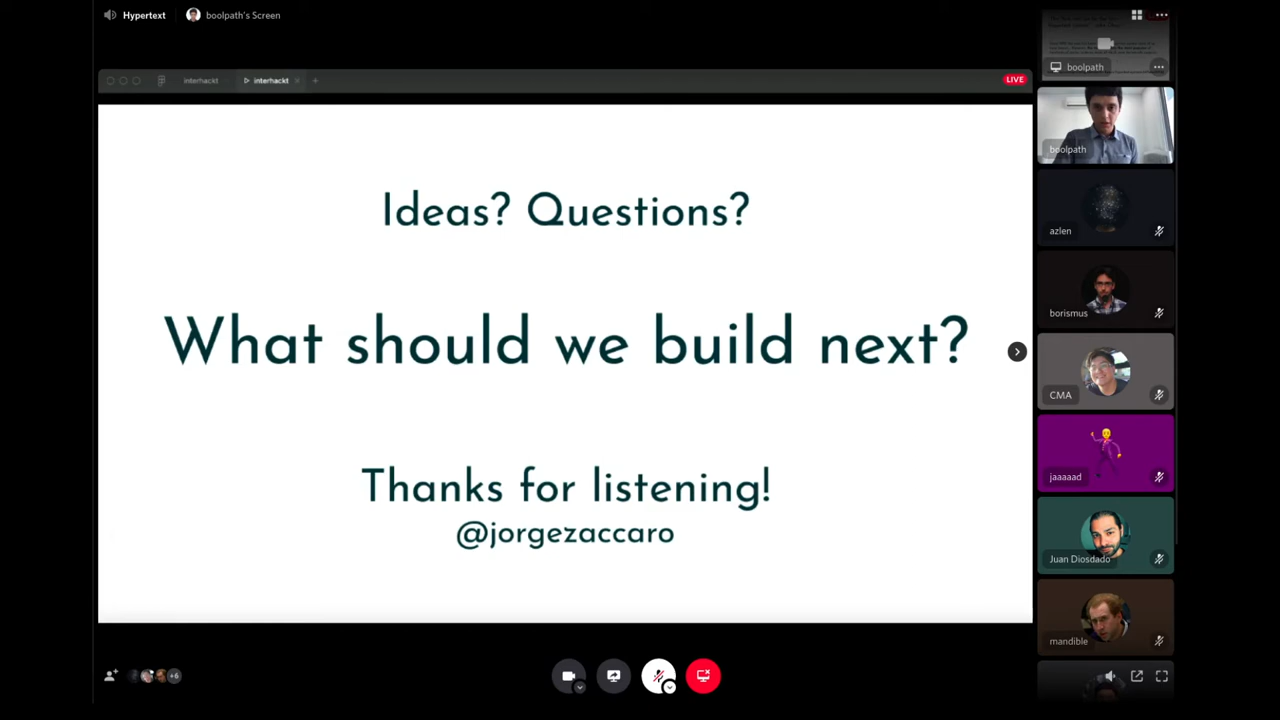 Hypertext
boolpath's Screen
interhackt
interhackt
LIVE
Ideas? Questions?
What should we build next?
Thanks for listening!
@jorgezaccaro
boolpath
boolpath
azlen
borismus
CMA
jaaaaad
Juan Diosdado
mandible
+6